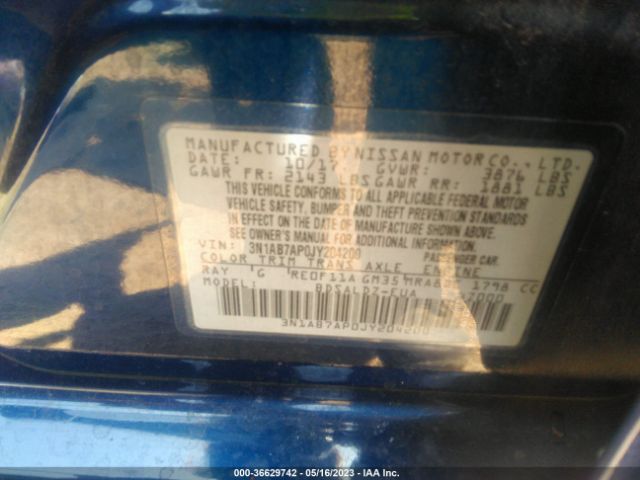 MANUFACTURED BY NISSAN MOTOR CO., LTD.
DATE: 10/17 GVWR: 3876 LBS
GAWR FR: 2143 LBS GAWR RR: 1881 LBS
THIS VEHICLE CONFORMS TO ALL APPLICABLE FEDERAL MOTOR
VEHICLE SAFETY, BUMPER AND THEFT PREVENTION STANDARDS
IN EFFECT ON THE DATE OF MANUFACTURE SHOWN ABOVE.
SEE OWNER'S MANUAL FOR ADDITIONAL INFORMATION
VIN: 3N1AB7AP0JY204200 PASSENGER CAR
COLOR TRIM TRANS AXLE ENGINE
RAY G RE0F11A GM35 1798 CC
MODEL:
3N1AB7AP0JY204200
000-36629742 - 05/16/2023 - IAA Inc.